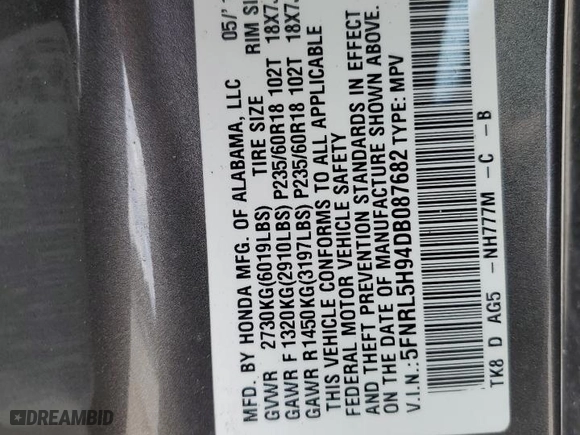 MFD. BY HONDA MFG. OF ALABAMA, LLC 05/'1
GVWR 2730KG(6019LBS) TIRE SIZE RIM SI
GAWR F 1320KG(2910LBS) P235/60R18 102T 18X7.
GAWR R 1450KG(3197LBS) P235/60R18 102T 18X7.
THIS VEHICLE CONFORMS TO ALL APPLICABLE
FEDERAL MOTOR VEHICLE SAFETY
AND THEFT PREVENTION STANDARDS IN EFFECT
ON THE DATE OF MANUFACTURE SHOWN ABOVE.
V.I.N.:5FNRL5H94DB087682 TYPE: MPV
TK8 D AG5 -NH777M -C -B
DREAMBID